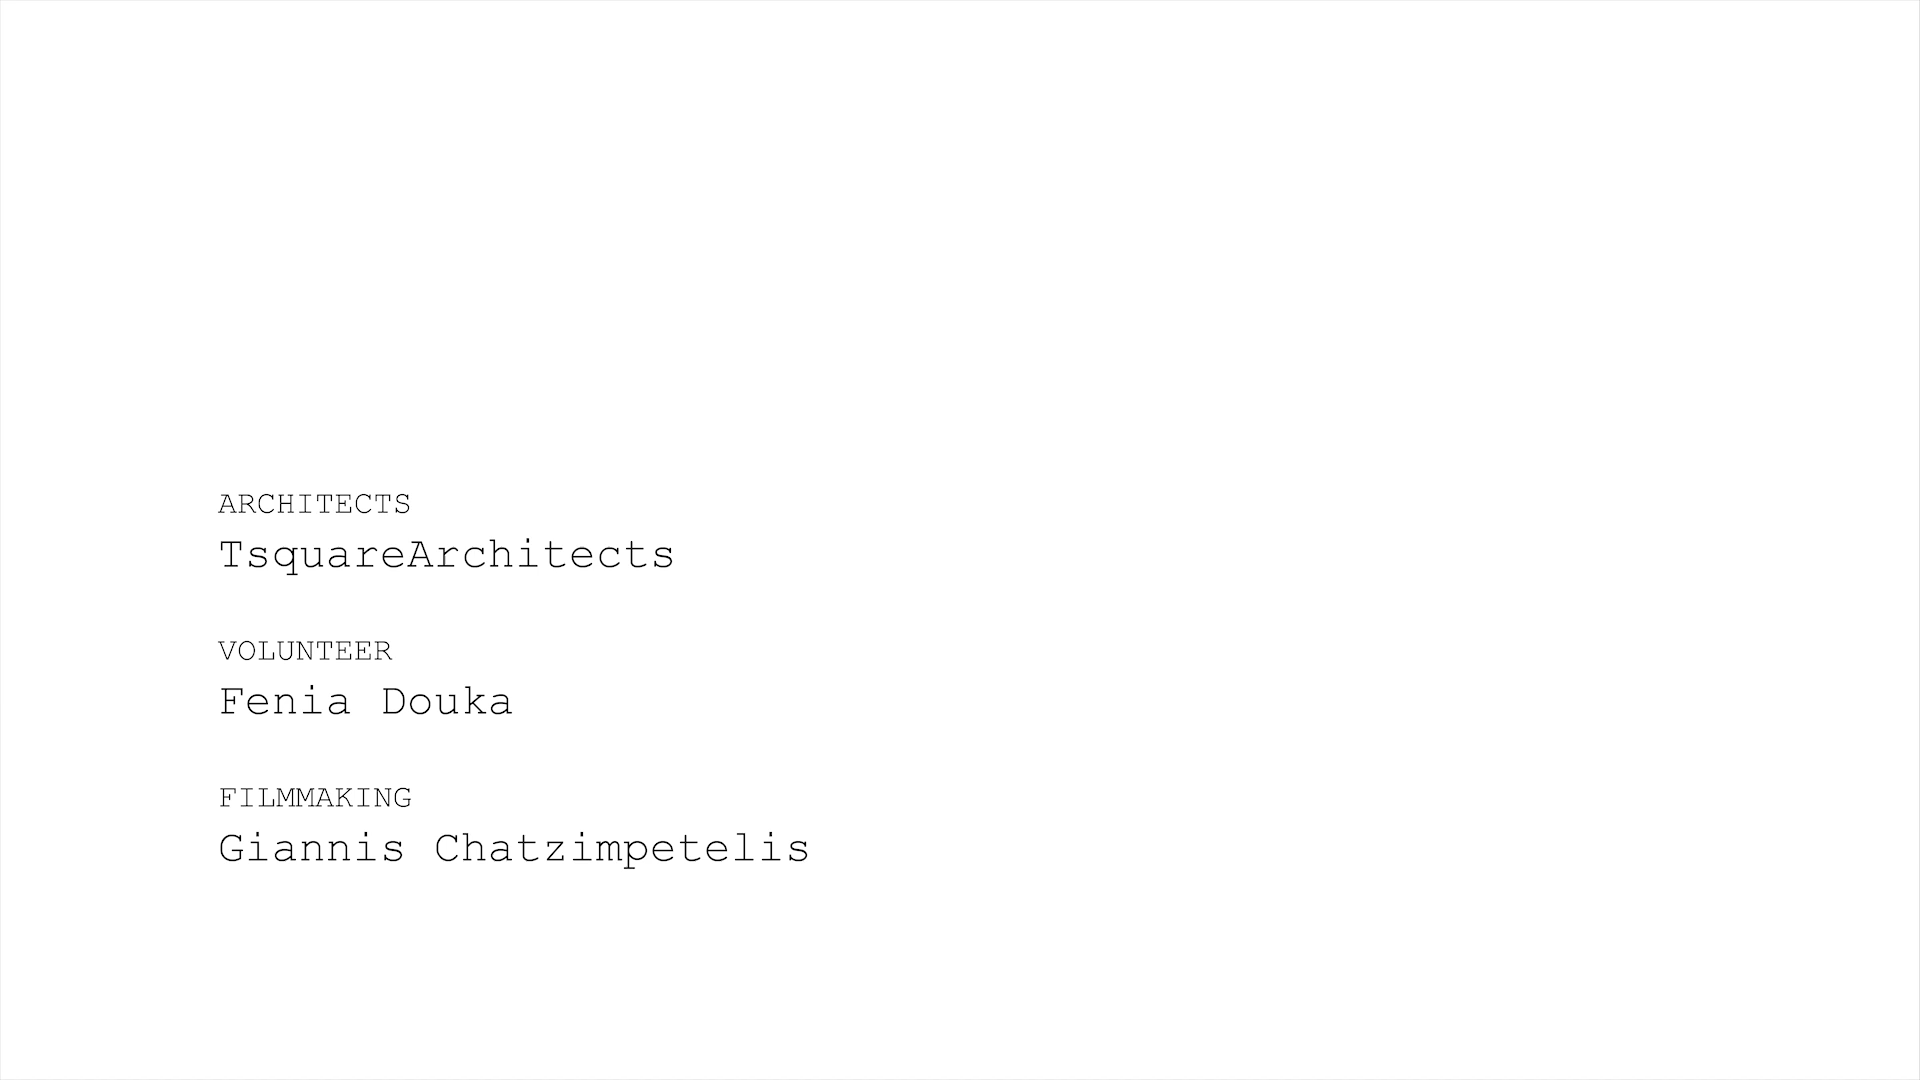 ARCHITECTS
TsquareArchitects
VOLUNTEER
Fenia Douka
FILMMAKING
Giannis Chatzimpetelis